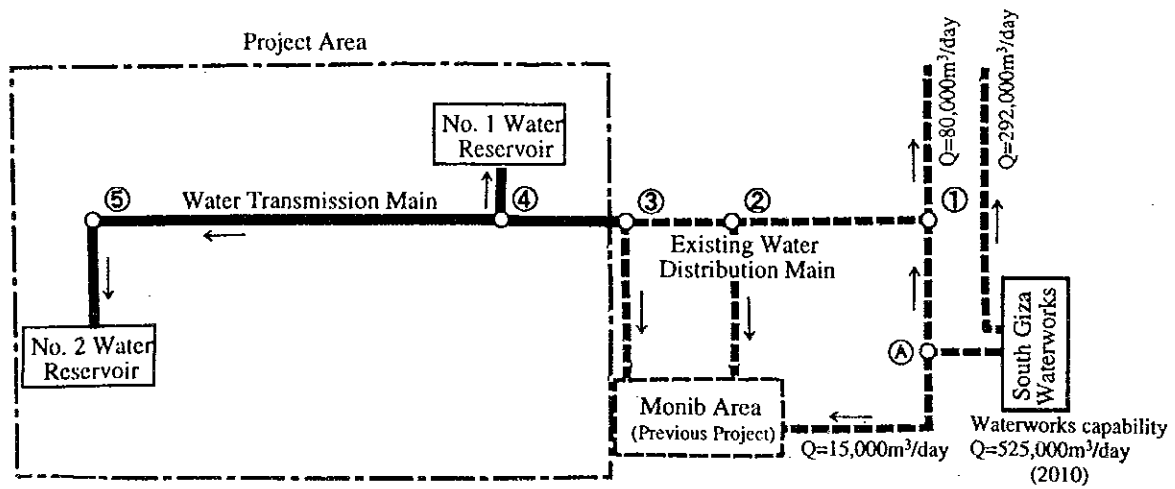 Project Area
Q=80,000m³/day
Q=292,000m³/day
No. 1 Water
Reservoir
⑤
Water Transmission Main
④
③
②
①
Existing Water
Distribution Main
No. 2 Water
Reservoir
Ⓐ
South Giza
Waterworks
Monib Area
(Previous Project)
Q=15,000m³/day
Waterworks capability
Q=525,000m³/day
(2010)